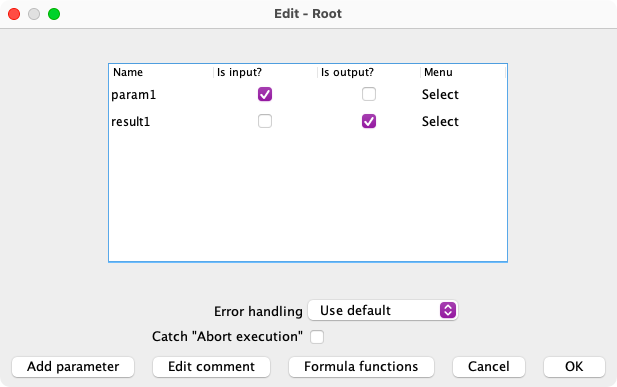 Edit - Root
Name Is input? Is output? Menu
param1 Select
result1 Select
Error handling Use default
Catch "Abort execution"
Add parameter Edit comment Formula functions Cancel OK